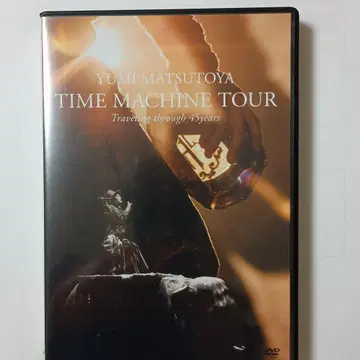 YUMI MATSUTOYA
TIME MACHINE TOUR
Traveling through 45years
DVD